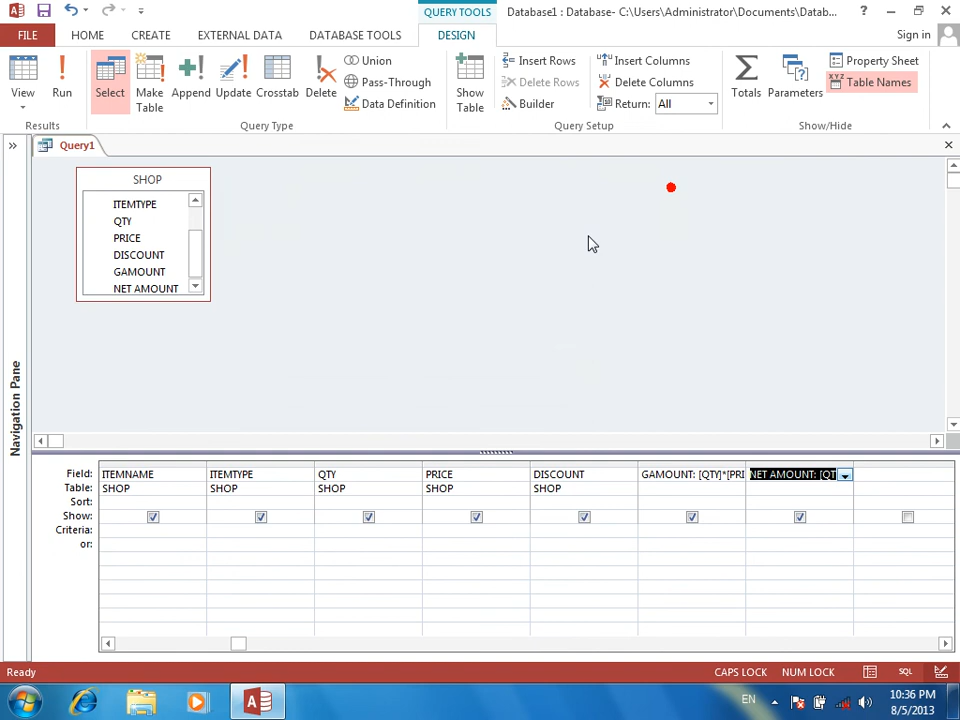 QUERY TOOLS
Database1 : Database- C:\Users\Administrator\Documents\Datab...
FILE
HOME
CREATE
EXTERNAL DATA
DATABASE TOOLS
DESIGN
Sign in
View
Run
Select
Make Table
Append
Update
Crosstab
Delete
Union
Pass-Through
Data Definition
Show Table
Insert Rows
Delete Rows
Builder
Insert Columns
Delete Columns
Return: All
Totals
Parameters
Property Sheet
Table Names
Results
Query Type
Query Setup
Show/Hide
Query1
SHOP
ITEMTYPE
QTY
PRICE
DISCOUNT
GAMOUNT
NET AMOUNT
Navigation Pane
Field: ITEMNAME ITEMTYPE QTY PRICE DISCOUNT GAMOUNT: [QTY]*[PRI NET AMOUNT: [QT
Table: SHOP SHOP SHOP SHOP SHOP
Sort:
Show:
Criteria:
or:
Ready
CAPS LOCK
NUM LOCK
SQL
EN
10:36 PM
8/5/2013